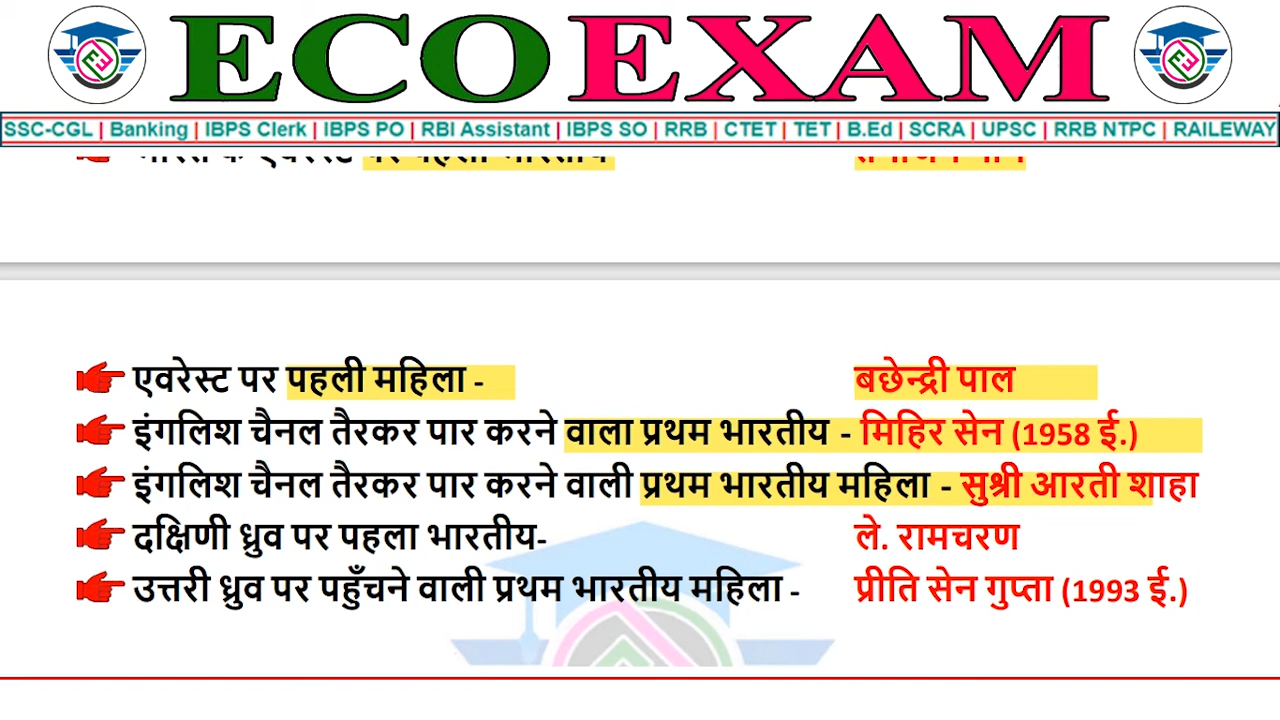 ECOEXAM
SSC-CGL | Banking | IBPS Clerk | IBPS PO | RBI Assistant | IBPS SO | RRB | CTET | TET | B.Ed | SCRA | UPSC | RRB NTPC | RAILEWAY
एवरेस्ट पर पहली महिला - बछेन्द्री पाल
इंगलिश चैनल तैरकर पार करने वाला प्रथम भारतीय - मिहिर सेन (1958 ई.)
इंगलिश चैनल तैरकर पार करने वाली प्रथम भारतीय महिला - सुश्री आरती शाहा
दक्षिणी ध्रुव पर पहला भारतीय- ले. रामचरण
उत्तरी ध्रुव पर पहुँचने वाली प्रथम भारतीय महिला - प्रीति सेन गुप्ता (1993 ई.)